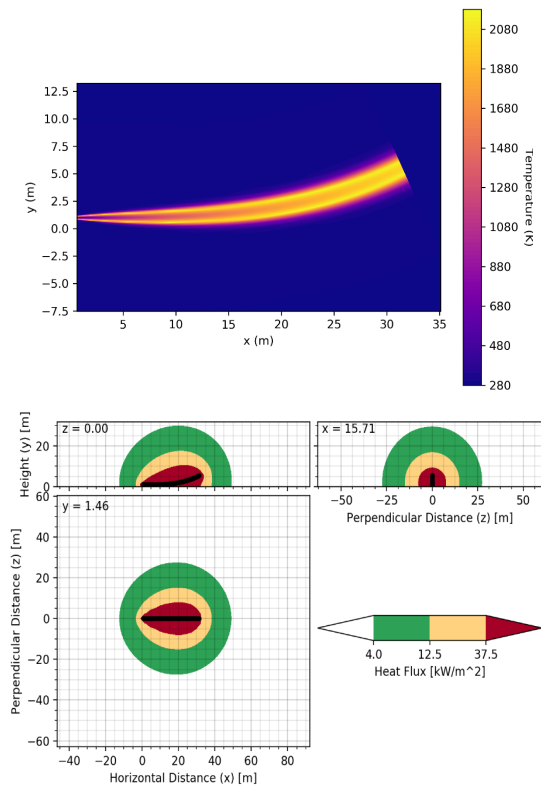 12.5
10.0
7.5
5.0
2.5
0.0
−2.5
−5.0
−7.5
y (m)
5 10 15 20 25 30 35
x (m)
2080
1880
1680
1480
1280
1080
880
680
480
280
Temperature (K)
z = 0.00
20
0
Height (y) [m]
x = 15.71
−50 −25 0 25 50
Perpendicular Distance (z) [m]
y = 1.46
60
40
20
0
−20
−40
−60
Perpendicular Distance (z) [m]
−40 −20 0 20 40 60 80
Horizontal Distance (x) [m]
4.0 12.5 37.5
Heat Flux [kW/m^2]